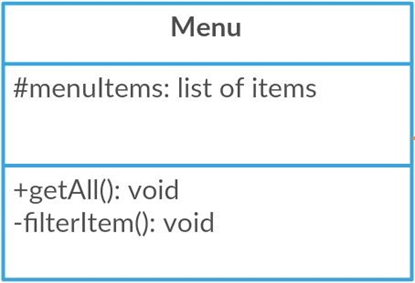 Menu
#menuItems: list of items
+getAll(): void
-filterItem(): void